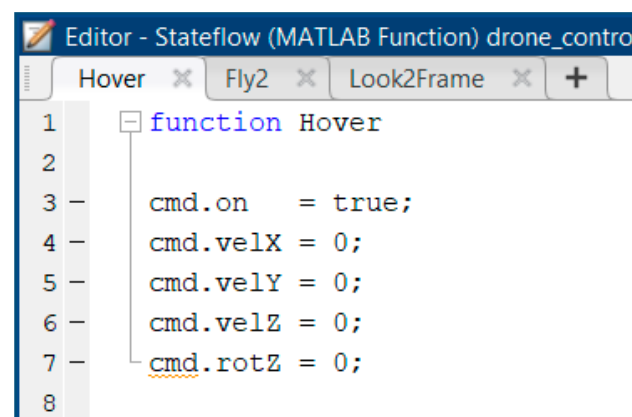 Editor - Stateflow (MATLAB Function) drone_contro
Hover Fly2 Look2Frame
1 function Hover
2
3 cmd.on = true;
4 cmd.velX = 0;
5 cmd.velY = 0;
6 cmd.velZ = 0;
7 cmd.rotZ = 0;
8